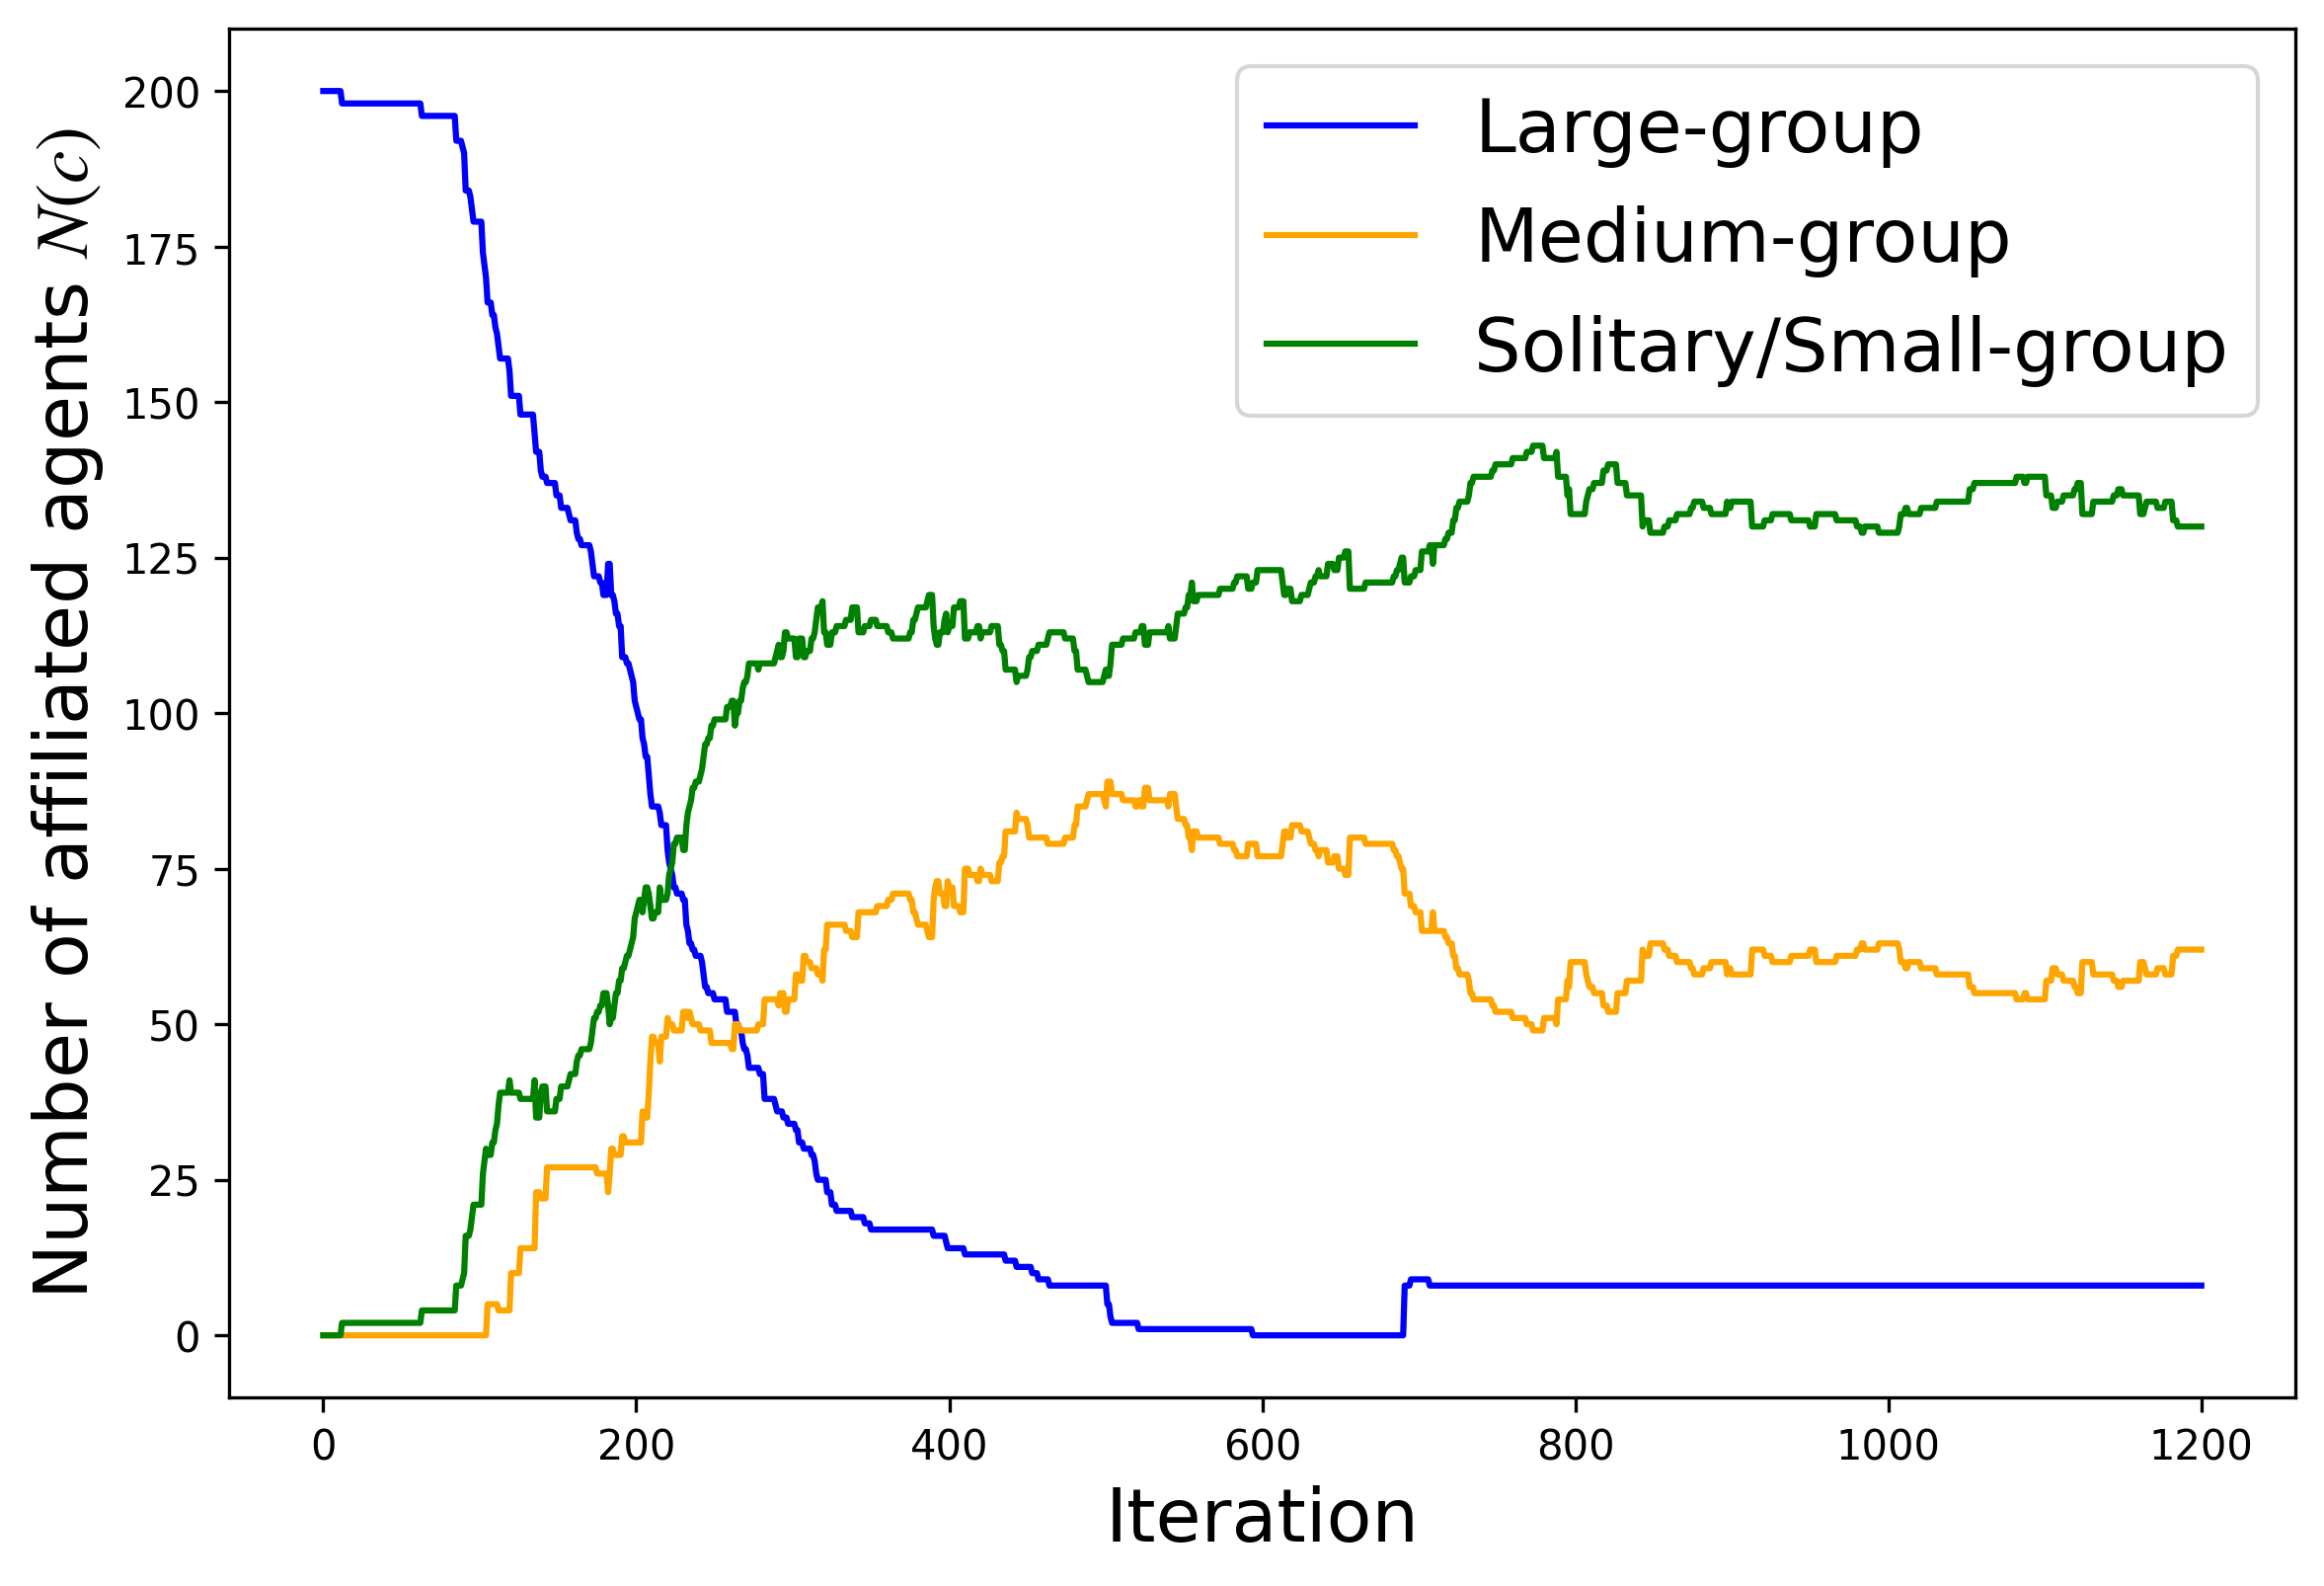 Number of affiliated agents N(c)
200
175
150
125
100
75
50
25
0
Large-group
Medium-group
Solitary/Small-group
0 200 400 600 800 1000 1200
Iteration